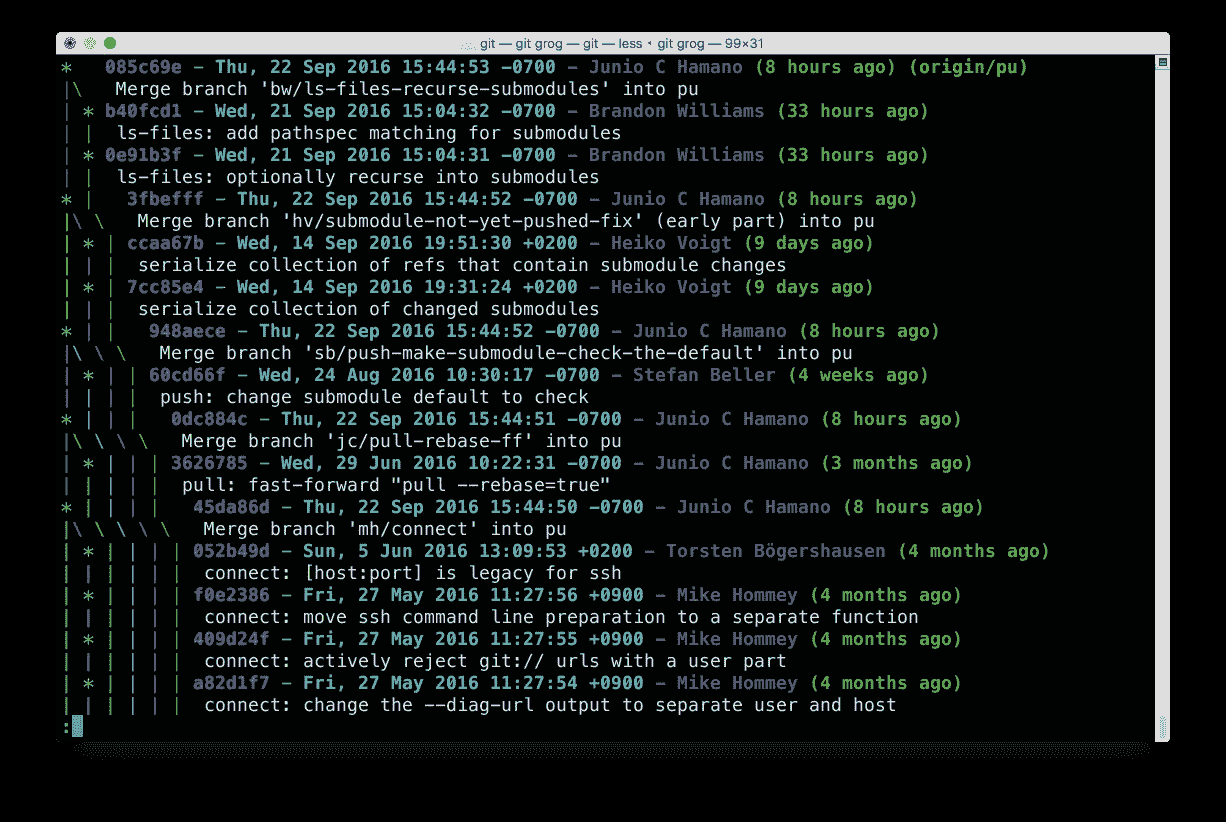 git — git grog — git — less ‹ git grog — 99×31
*   085c69e - Thu, 22 Sep 2016 15:44:53 -0700 - Junio C Hamano (8 hours ago) (origin/pu)
|\   Merge branch 'bw/ls-files-recurse-submodules' into pu
| * b40fcd1 - Wed, 21 Sep 2016 15:04:32 -0700 - Brandon Williams (33 hours ago)
| |  ls-files: add pathspec matching for submodules
| * 0e91b3f - Wed, 21 Sep 2016 15:04:31 -0700 - Brandon Williams (33 hours ago)
| |  ls-files: optionally recurse into submodules
* |   3fbefff - Thu, 22 Sep 2016 15:44:52 -0700 - Junio C Hamano (8 hours ago)
|\ \   Merge branch 'hv/submodule-not-yet-pushed-fix' (early part) into pu
| * | ccaa67b - Wed, 14 Sep 2016 19:51:30 +0200 - Heiko Voigt (9 days ago)
| | |  serialize collection of refs that contain submodule changes
| * | 7cc85e4 - Wed, 14 Sep 2016 19:31:24 +0200 - Heiko Voigt (9 days ago)
| | |  serialize collection of changed submodules
* | |   948aece - Thu, 22 Sep 2016 15:44:52 -0700 - Junio C Hamano (8 hours ago)
|\ \ \   Merge branch 'sb/push-make-submodule-check-the-default' into pu
| * | | 60cd66f - Wed, 24 Aug 2016 10:30:17 -0700 - Stefan Beller (4 weeks ago)
| | | |  push: change submodule default to check
* | | |   0dc884c - Thu, 22 Sep 2016 15:44:51 -0700 - Junio C Hamano (8 hours ago)
|\ \ \ \   Merge branch 'jc/pull-rebase-ff' into pu
| * | | | 3626785 - Wed, 29 Jun 2016 10:22:31 -0700 - Junio C Hamano (3 months ago)
| | | | |  pull: fast-forward "pull --rebase=true"
* | | | |   45da86d - Thu, 22 Sep 2016 15:44:50 -0700 - Junio C Hamano (8 hours ago)
|\ \ \ \ \   Merge branch 'mh/connect' into pu
| * | | | | 052b49d - Sun, 5 Jun 2016 13:09:53 +0200 - Torsten Bögershausen (4 months ago)
| | | | | |  connect: [host:port] is legacy for ssh
| * | | | | f0e2386 - Fri, 27 May 2016 11:27:56 +0900 - Mike Hommey (4 months ago)
| | | | | |  connect: move ssh command line preparation to a separate function
| * | | | | 409d24f - Fri, 27 May 2016 11:27:55 +0900 - Mike Hommey (4 months ago)
| | | | | |  connect: actively reject git:// urls with a user part
| * | | | | a82d1f7 - Fri, 27 May 2016 11:27:54 +0900 - Mike Hommey (4 months ago)
| | | | | |  connect: change the --diag-url output to separate user and host
: